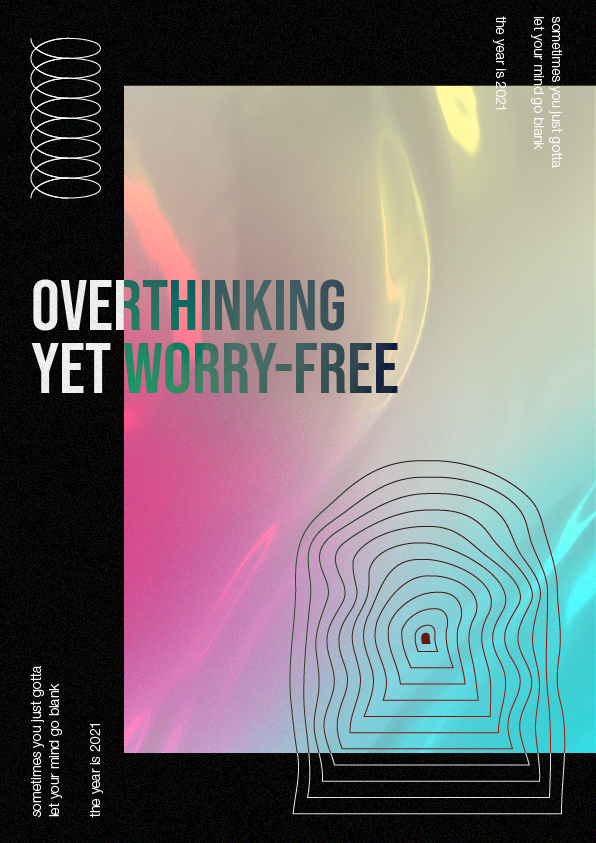 sometimes you just gotta
let your mind go blank
the year is 2021
OVERTHINKING
YET WORRY-FREE
sometimes you just gotta
let your mind go blank
the year is 2021